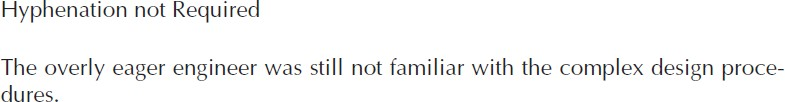 Hyphenation not Required
The overly eager engineer was still not familiar with the complex design proce-
dures.